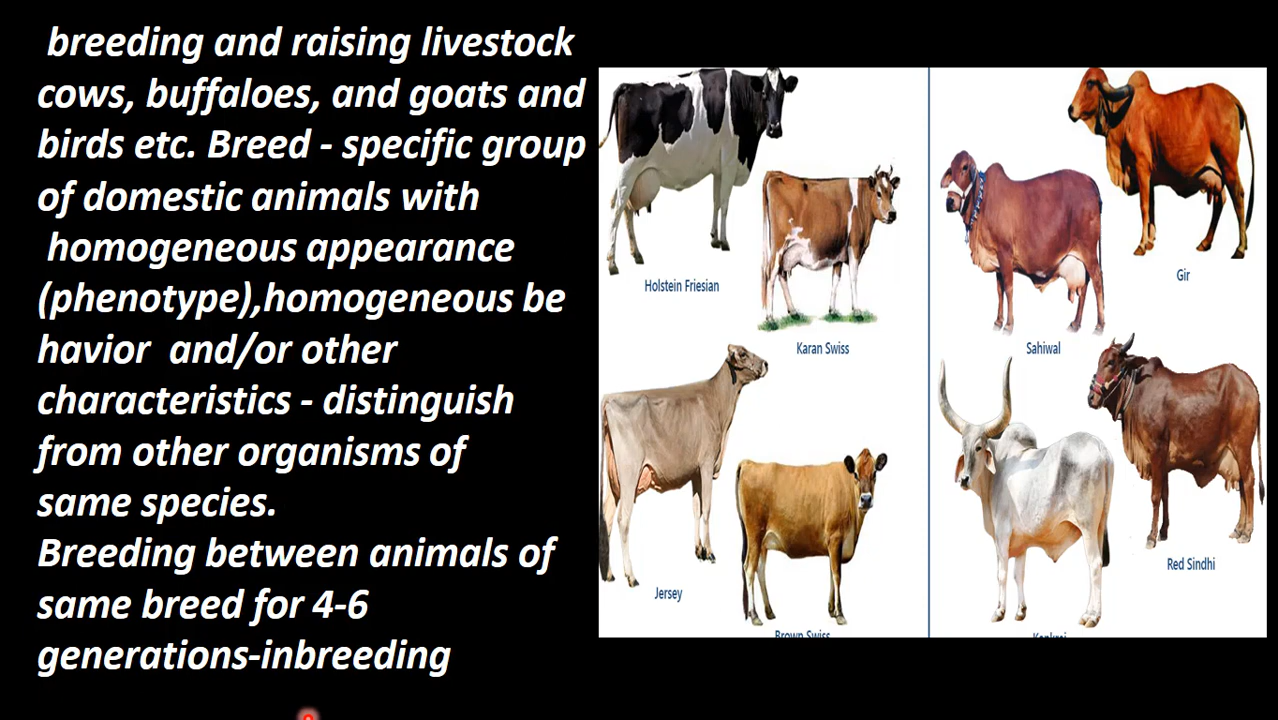 breeding and raising livestock
cows, buffaloes, and goats and
birds etc. Breed - specific group
of domestic animals with
homogeneous appearance
(phenotype),homogeneous be
havior and/or other
characteristics - distinguish
from other organisms of
same species.
Breeding between animals of
same breed for 4-6
generations-inbreeding
Holstein Friesian
Karan Swiss
Jersey
Brown Swiss
Gir
Sahiwal
Red Sindhi